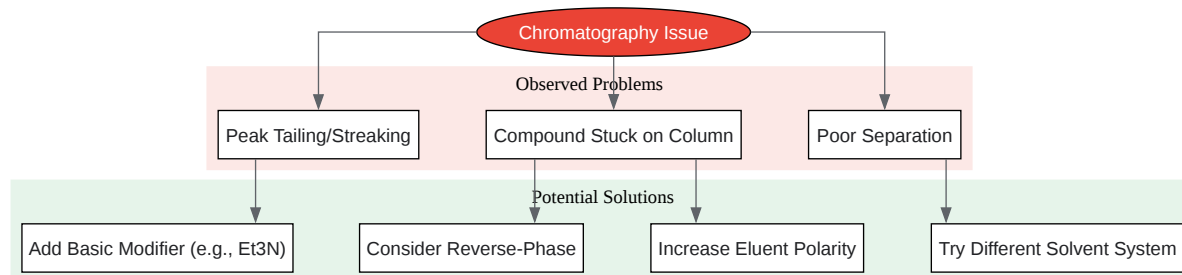 Chromatography Issue
Observed Problems
Peak Tailing/Streaking
Compound Stuck on Column
Poor Separation
Potential Solutions
Add Basic Modifier (e.g., Et3N)
Consider Reverse-Phase
Increase Eluent Polarity
Try Different Solvent System